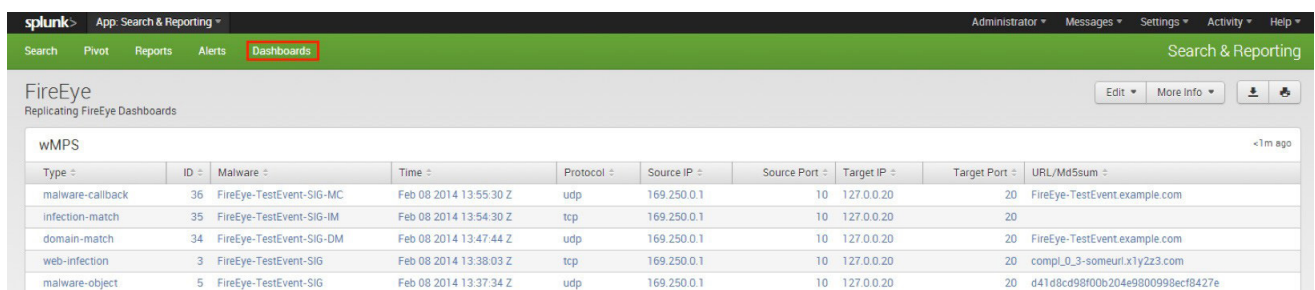 splunk> App: Search & Reporting Administrator Messages Settings Activity Help
Search Pivot Reports Alerts Dashboards Search & Reporting
FireEye Edit More Info
Replicating FireEye Dashboards
wMPS <1m ago
Type ID Malware Time Protocol Source IP Source Port Target IP Target Port URL/Md5sum
malware-callback 36 FireEye-TestEvent-SIG-MC Feb 08 2014 13:55:30 Z udp 169.250.0.1 10 127.0.0.20 20 FireEye-TestEvent.example.com
infection-match 35 FireEye-TestEvent-SIG-IM Feb 08 2014 13:54:30 Z tcp 169.250.0.1 10 127.0.0.20 20
domain-match 34 FireEye-TestEvent-SIG-DM Feb 08 2014 13:47:44 Z udp 169.250.0.1 10 127.0.0.20 20 FireEye-TestEvent.example.com
web-infection 3 FireEye-TestEvent-SIG Feb 08 2014 13:38:03 Z tcp 169.250.0.1 10 127.0.0.20 20 compl_0_3-someurl.x1y2z3.com
malware-object 5 FireEye-TestEvent-SIG Feb 08 2014 13:37:34 Z udp 169.250.0.1 10 127.0.0.20 20 d41d8cd98f00b204e9800998ecf8427e